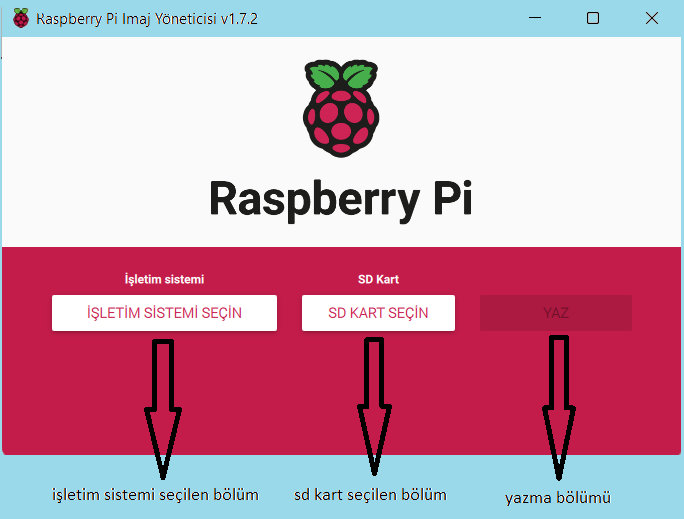 Raspberry Pi Imaj Yöneticisi v1.7.2
Raspberry Pi
İşletim sistemi
SD Kart
İŞLETİM SİSTEMİ SEÇİN
SD KART SEÇİN
YAZ
işletim sistemi seçilen bölüm
sd kart seçilen bölüm
yazma bölümü